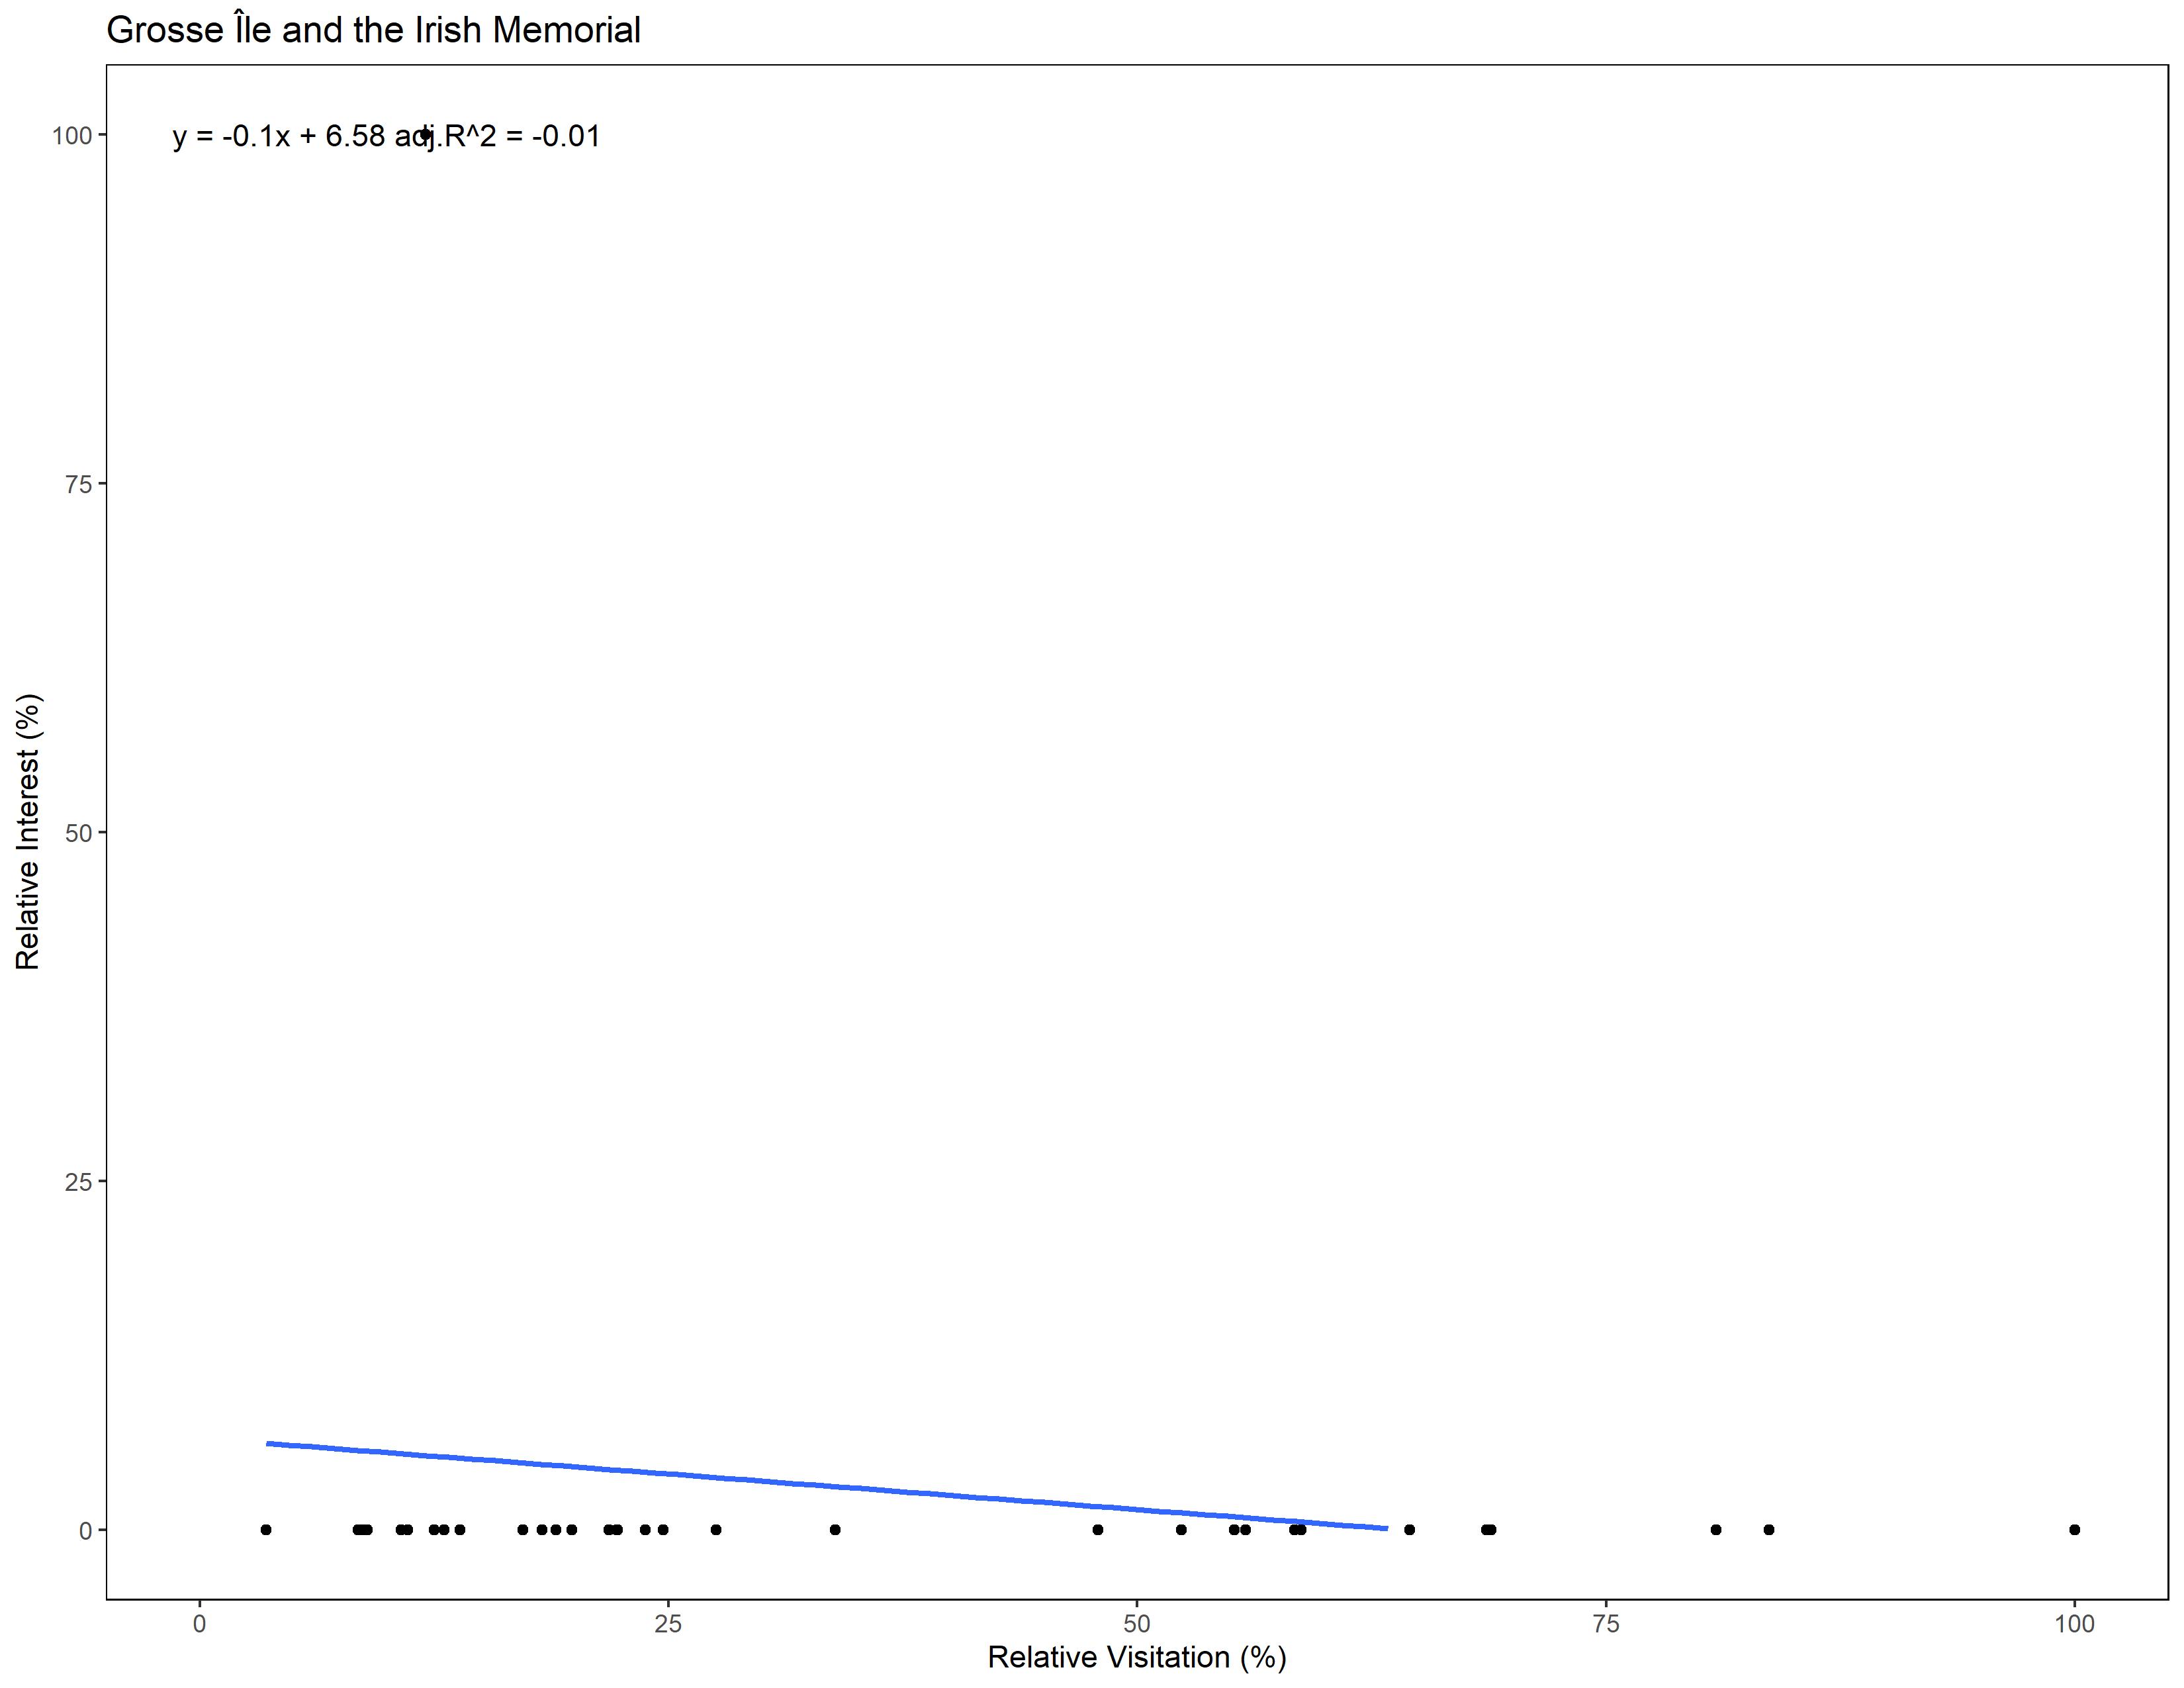 Grosse Île and the Irish Memorial
100
y = -0.1x + 6.58 adj.R^2 = -0.01
75
50
25
0
Relative Interest (%)
0 25 50 75 100
Relative Visitation (%)